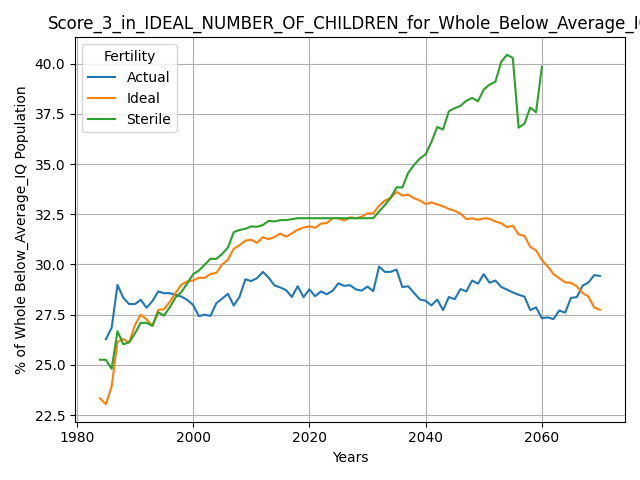 Score_3_in_IDEAL_NUMBER_OF_CHILDREN_for_Whole_Below_Average_IQ
Fertility
Actual
Ideal
Sterile
% of Whole Below_Average_IQ Population
40.0
37.5
35.0
32.5
30.0
27.5
25.0
22.5
1980
2000
2020
2040
2060
Years